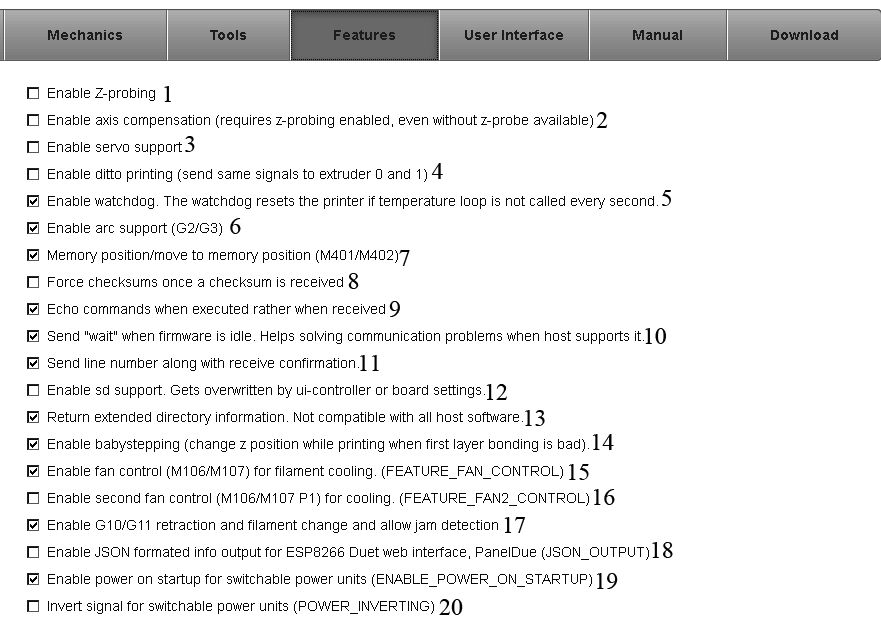 Mechanics Tools Features User Interface Manual Download
Enable Z-probing 1
Enable axis compensation (requires z-probing enabled, even without z-probe available) 2
Enable servo support 3
Enable ditto printing (send same signals to extruder 0 and 1) 4
Enable watchdog. The watchdog resets the printer if temperature loop is not called every second. 5
Enable arc support (G2/G3) 6
Memory position/move to memory position (M401/M402) 7
Force checksums once a checksum is received 8
Echo commands when executed rather when received 9
Send "wait" when firmware is idle. Helps solving communication problems when host supports it. 10
Send line number along with receive confirmation. 11
Enable sd support. Gets overwritten by ui-controller or board settings. 12
Return extended directory information. Not compatible with all host software. 13
Enable babystepping (change z position while printing when first layer bonding is bad). 14
Enable fan control (M106/M107) for filament cooling. (FEATURE_FAN_CONTROL) 15
Enable second fan control (M106/M107 P1) for cooling. (FEATURE_FAN2_CONTROL) 16
Enable G10/G11 retraction and filament change and allow jam detection 17
Enable JSON formated info output for ESP8266 Duet web interface, PanelDue (JSON_OUTPUT) 18
Enable power on startup for switchable power units (ENABLE_POWER_ON_STARTUP) 19
Invert signal for switchable power units (POWER_INVERTING) 20